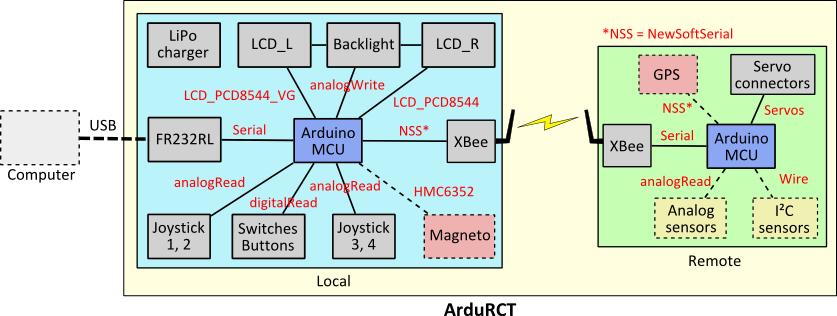 *NSS = NewSoftSerial
LiPo
charger
LCD_L
Backlight
LCD_R
GPS
Servo
connectors
LCD_PCD8544_VG
analogWrite
LCD_PCD8544
NSS*
Servos
USB
FR232RL
Serial
Arduino
MCU
NSS*
XBee
XBee
Serial
Arduino
MCU
Computer
analogRead
digitalRead
analogRead
HMC6352
analogRead
Wire
Joystick
1, 2
Switches
Buttons
Joystick
3, 4
Magneto
Analog
sensors
I²C
sensors
Local
Remote
ArduRCT